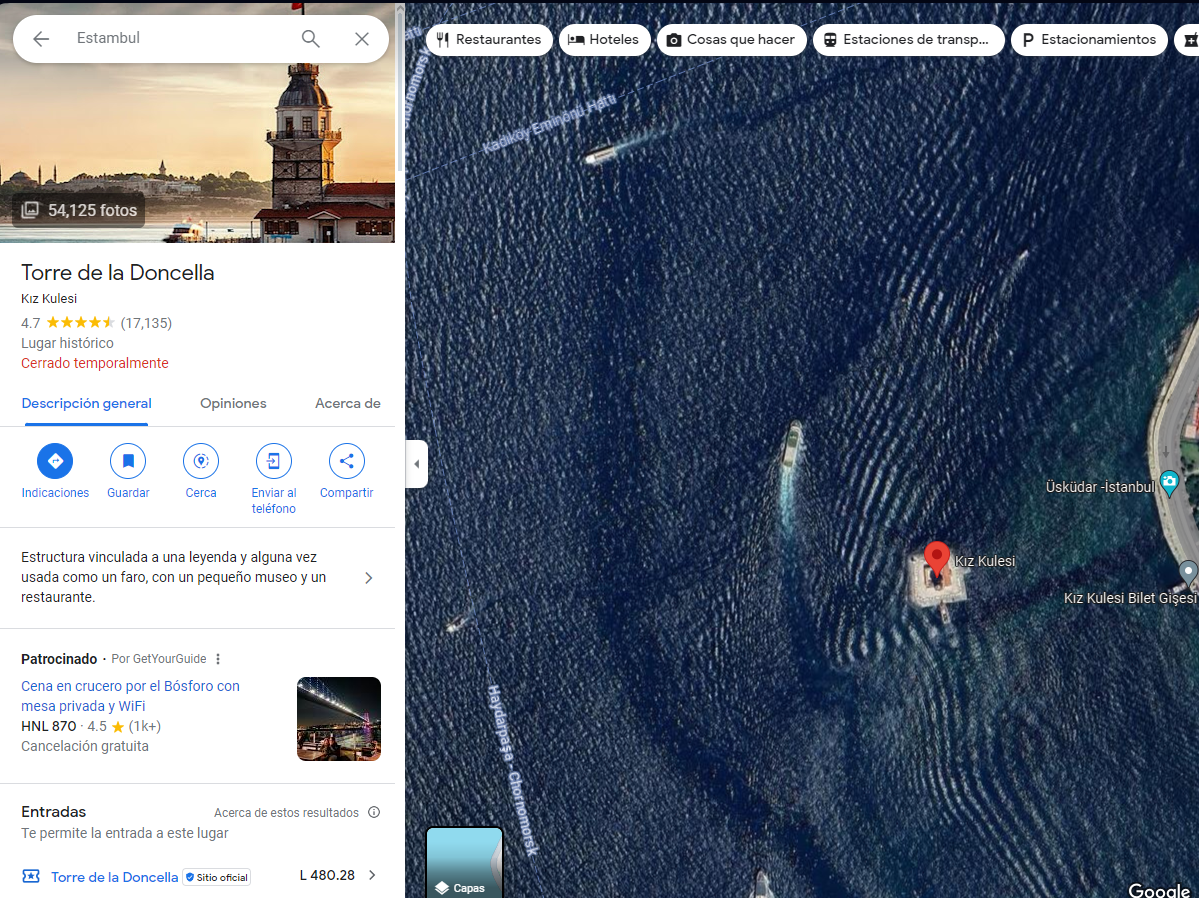 Estambul
54,125 fotos
Torre de la Doncella
Kız Kulesi
4.7 (17,135)
Lugar histórico
Cerrado temporalmente
Descripción general Opiniones Acerca de
Indicaciones Guardar Cerca Enviar al teléfono Compartir
Estructura vinculada a una leyenda y alguna vez
usada como un faro, con un pequeño museo y un
restaurante.
Patrocinado · Por GetYourGuide
Cena en crucero por el Bósforo con
mesa privada y WiFi
HNL 870 · 4.5 (1k+)
Cancelación gratuita
Entradas Acerca de estos resultados
Te permite la entrada a este lugar
Torre de la Doncella Sitio oficial L 480.28
Restaurantes Hoteles Cosas que hacer Estaciones de transp... Estacionamientos
Kadıköy Eminönü Hattı
Üsküdar -İstanbul
Kız Kulesi
Kız Kulesi Bilet Gişesi
Haydarpaşa - Chornomorsk
Capas
Google